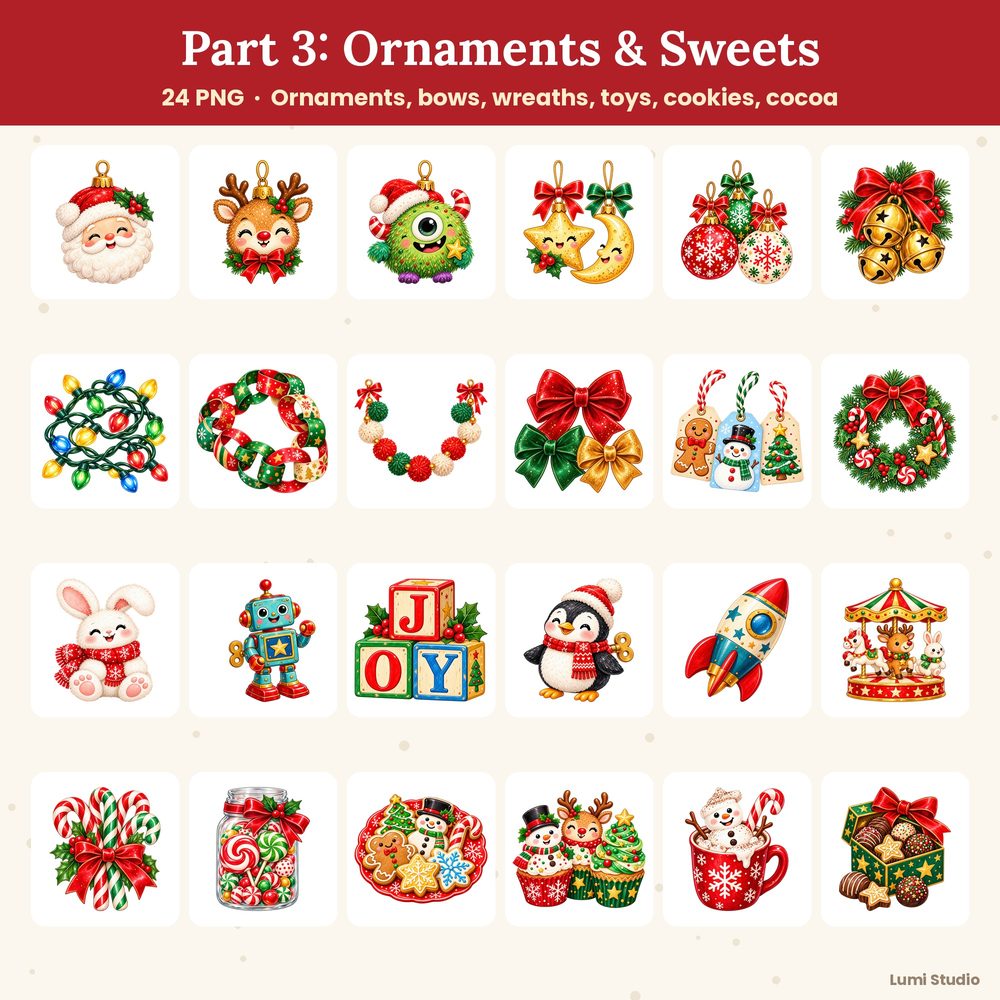 Part 3: Ornaments & Sweets
24 PNG · Ornaments, bows, wreaths, toys, cookies, cocoa
J
O Y
Lumi Studio